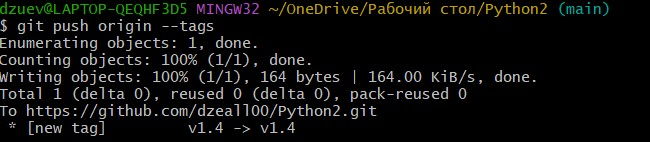 dzuev@LAPTOP-QEQHF3D5 MINGW32 ~/OneDrive/Рабочий стол/Python2 (main)
$ git push origin --tags
Enumerating objects: 1, done.
Counting objects: 100% (1/1), done.
Writing objects: 100% (1/1), 164 bytes | 164.00 KiB/s, done.
Total 1 (delta 0), reused 0 (delta 0), pack-reused 0
To https://github.com/dzeall00/Python2.git
 * [new tag]         v1.4 -> v1.4